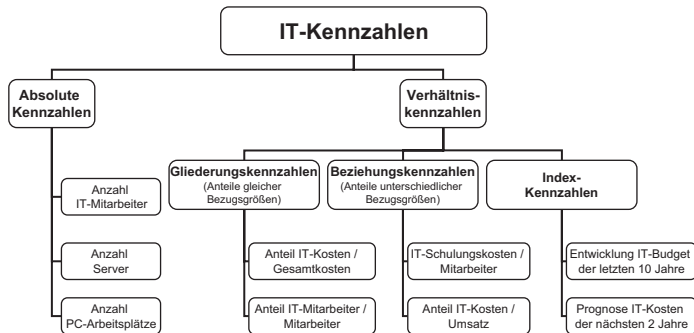 IT-Kennzahlen
Absolute
Kennzahlen
Verhältnis-
kennzahlen
Gliederungskennzahlen
(Anteile gleicher
Bezugsgrößen)
Beziehungskennzahlen
(Anteile unterschiedlicher
Bezugsgrößen)
Index-
Kennzahlen
Anzahl
IT-Mitarbeiter
Anzahl
Server
Anzahl
PC-Arbeitsplätze
Anteil IT-Kosten /
Gesamtkosten
Anteil IT-Mitarbeiter /
Mitarbeiter
IT-Schulungskosten /
Mitarbeiter
Anteil IT-Kosten /
Umsatz
Entwicklung IT-Budget
der letzten 10 Jahre
Prognose IT-Kosten
der nächsten 2 Jahre